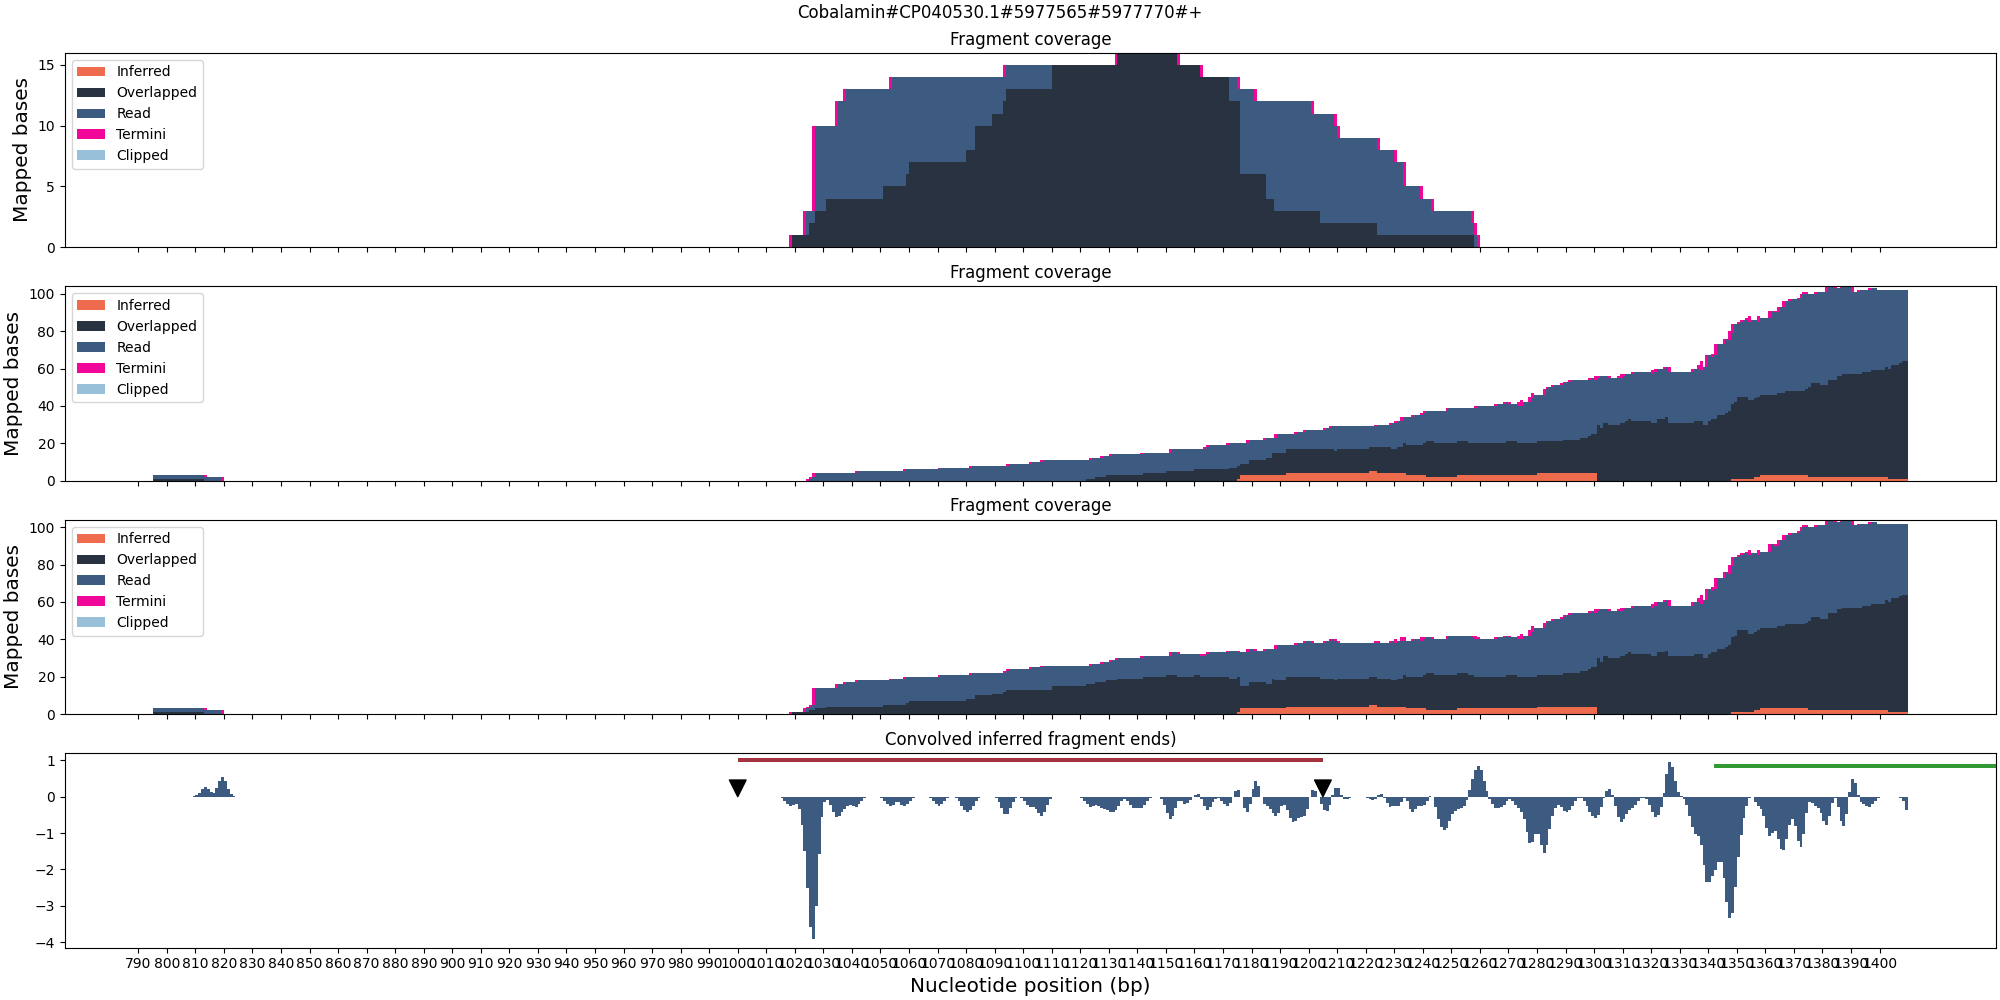 Cobalamin#CP040530.1#5977565#5977770#+
Fragment coverage
Mapped bases
15
10
5
0
Inferred
Overlapped
Read
Termini
Clipped
Fragment coverage
Mapped bases
100
80
60
40
20
0
Inferred
Overlapped
Read
Termini
Clipped
Fragment coverage
Mapped bases
100
80
60
40
20
0
Inferred
Overlapped
Read
Termini
Clipped
Convolved inferred fragment ends)
1
0
−1
−2
−3
−4
790 800 810 820 830 840 850 860 870 880 890 900 910 920 930 940 950 960 970 980 990 1000 1010 1020 1030 1040 1050 1060 1070 1080 1090 1100 1110 1120 1130 1140 1150 1160 1170 1180 1190 1200 1210 1220 1230 1240 1250 1260 1270 1280 1290 1300 1310 1320 1330 1340 1350 1360 1370 1380 1390 1400
Nucleotide position (bp)